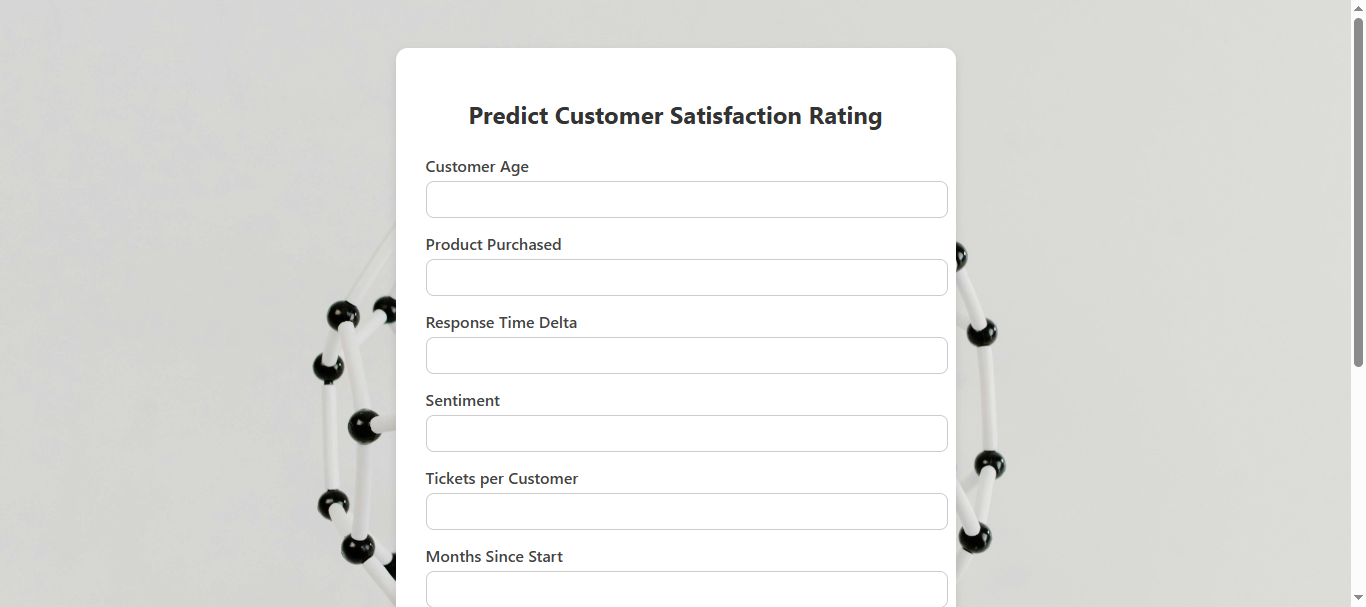 Predict Customer Satisfaction Rating
Customer Age
Product Purchased
Response Time Delta
Sentiment
Tickets per Customer
Months Since Start